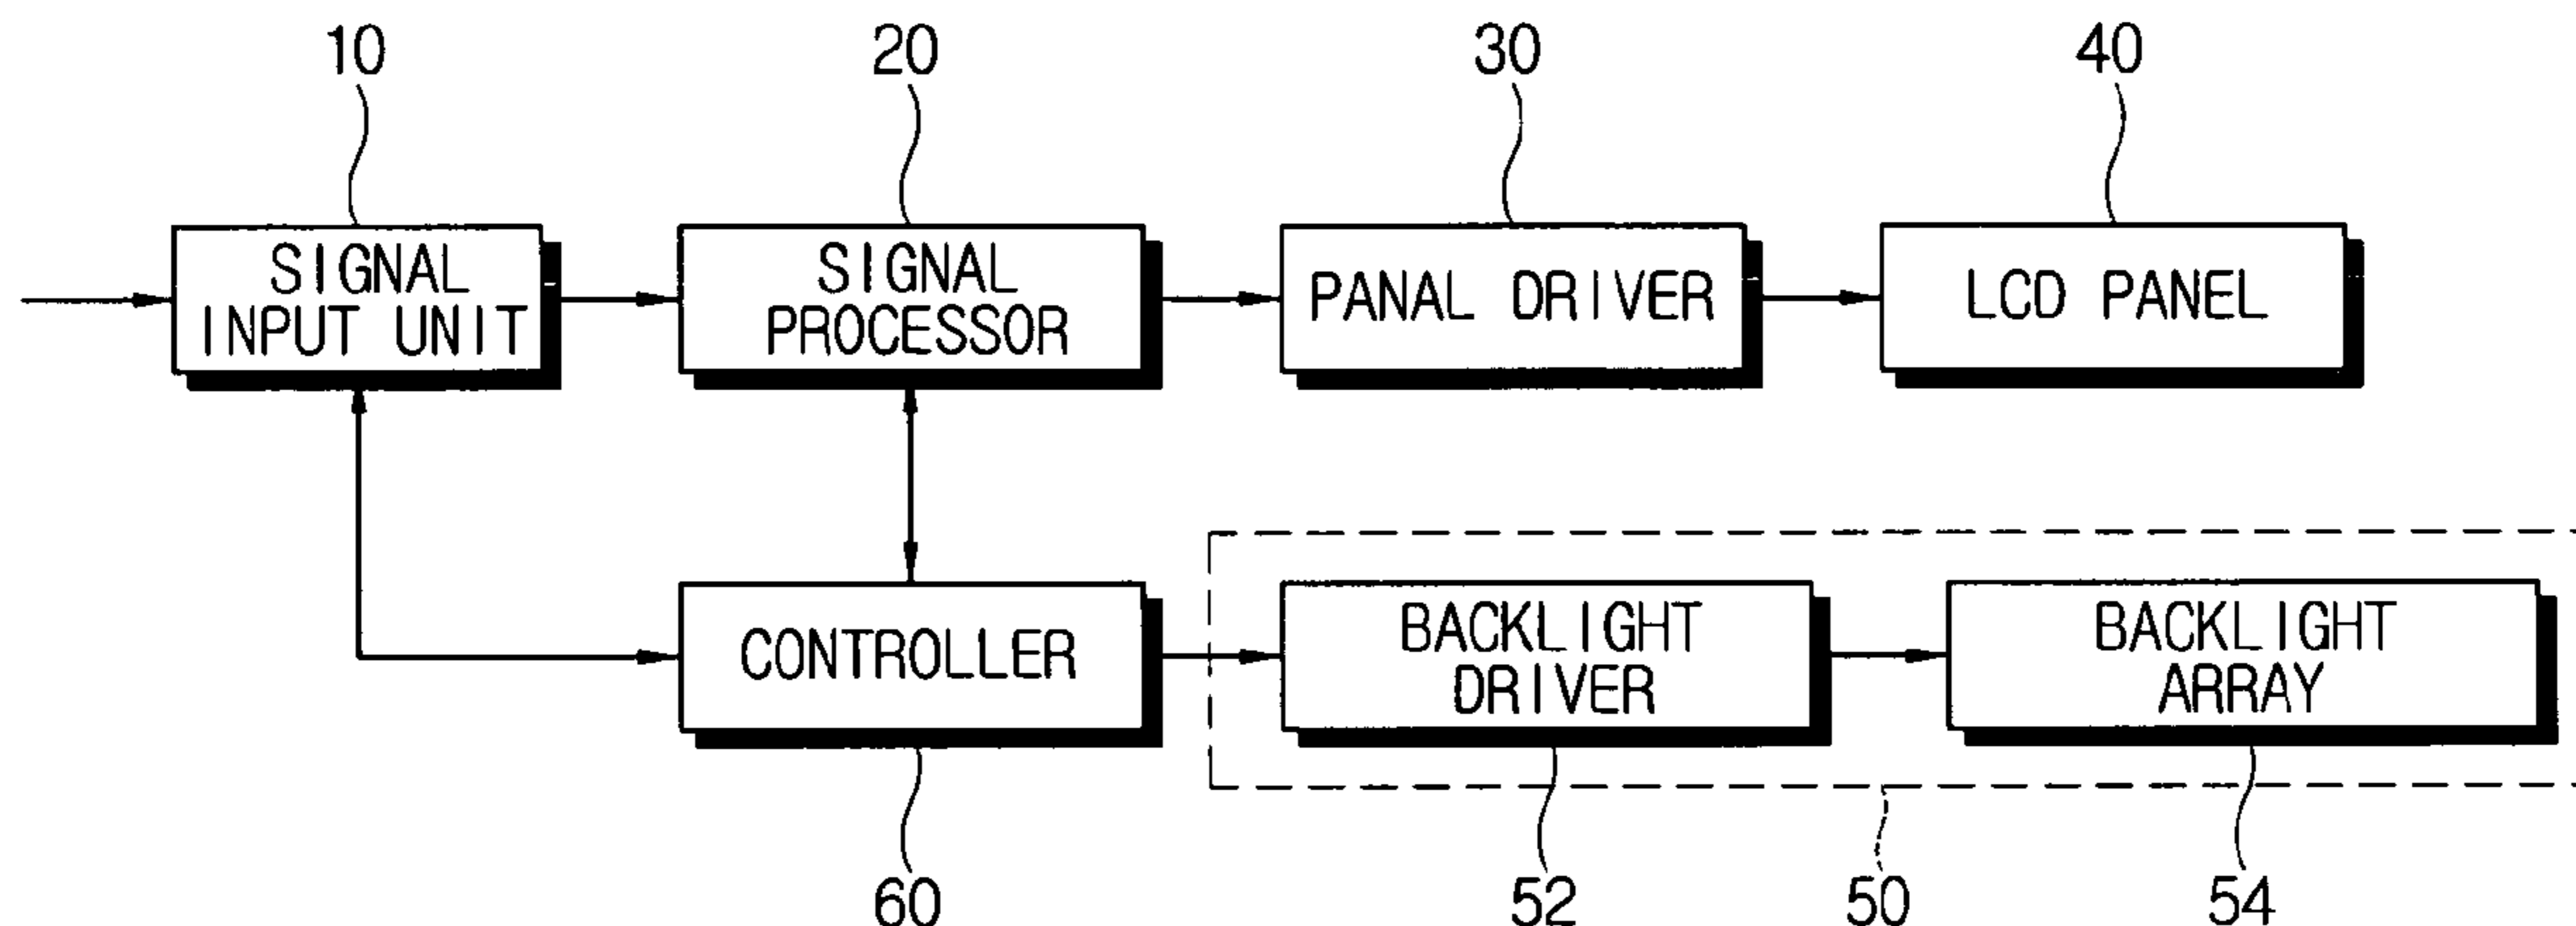 10
20
30
40
SIGNAL
INPUT UNIT
SIGNAL
PROCESSOR
PANAL DRIVER
LCD PANEL
CONTROLLER
BACKLIGHT
DRIVER
BACKLIGHT
ARRAY
60
52
50
54